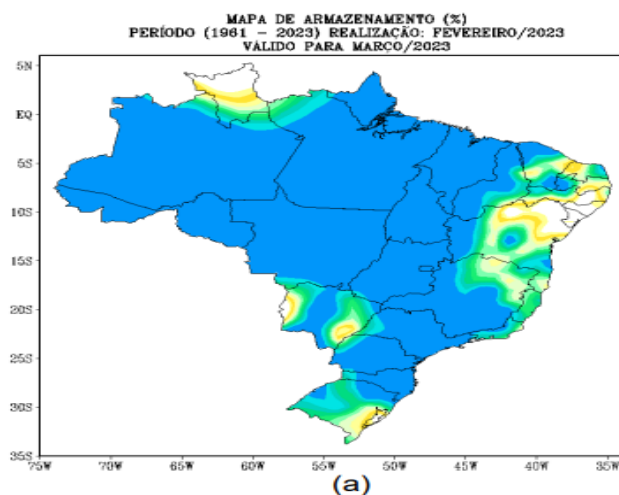 MAPA DE ARMAZENAMENTO (%)
PERÍODO (1961 – 2023) REALIZAÇÃO: FEVEREIRO/2023
VÁLIDO PARA MARÇO/2023
5N
EQ
5S
10S
15S
20S
25S
30S
35S
75W 70W 65W 60W 55W 50W 45W 40W 35W
(a)